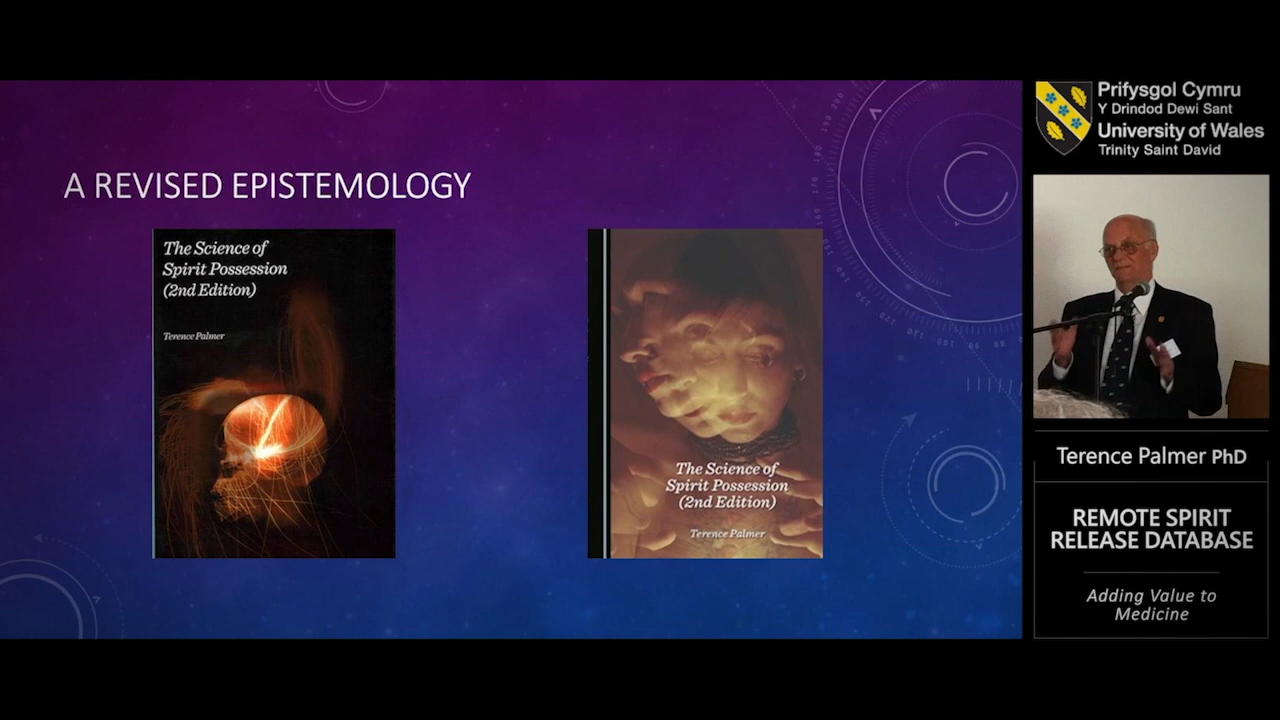 A REVISED EPISTEMOLOGY
The Science of
Spirit Possession
(2nd Edition)
Terence Palmer
The Science of
Spirit Possession
(2nd Edition)
Terence Palmer
Prifysgol Cymru
Y Drindod Dewi Sant
University of Wales
Trinity Saint David
Terence Palmer PhD
REMOTE SPIRIT
RELEASE DATABASE
Adding Value to
Medicine